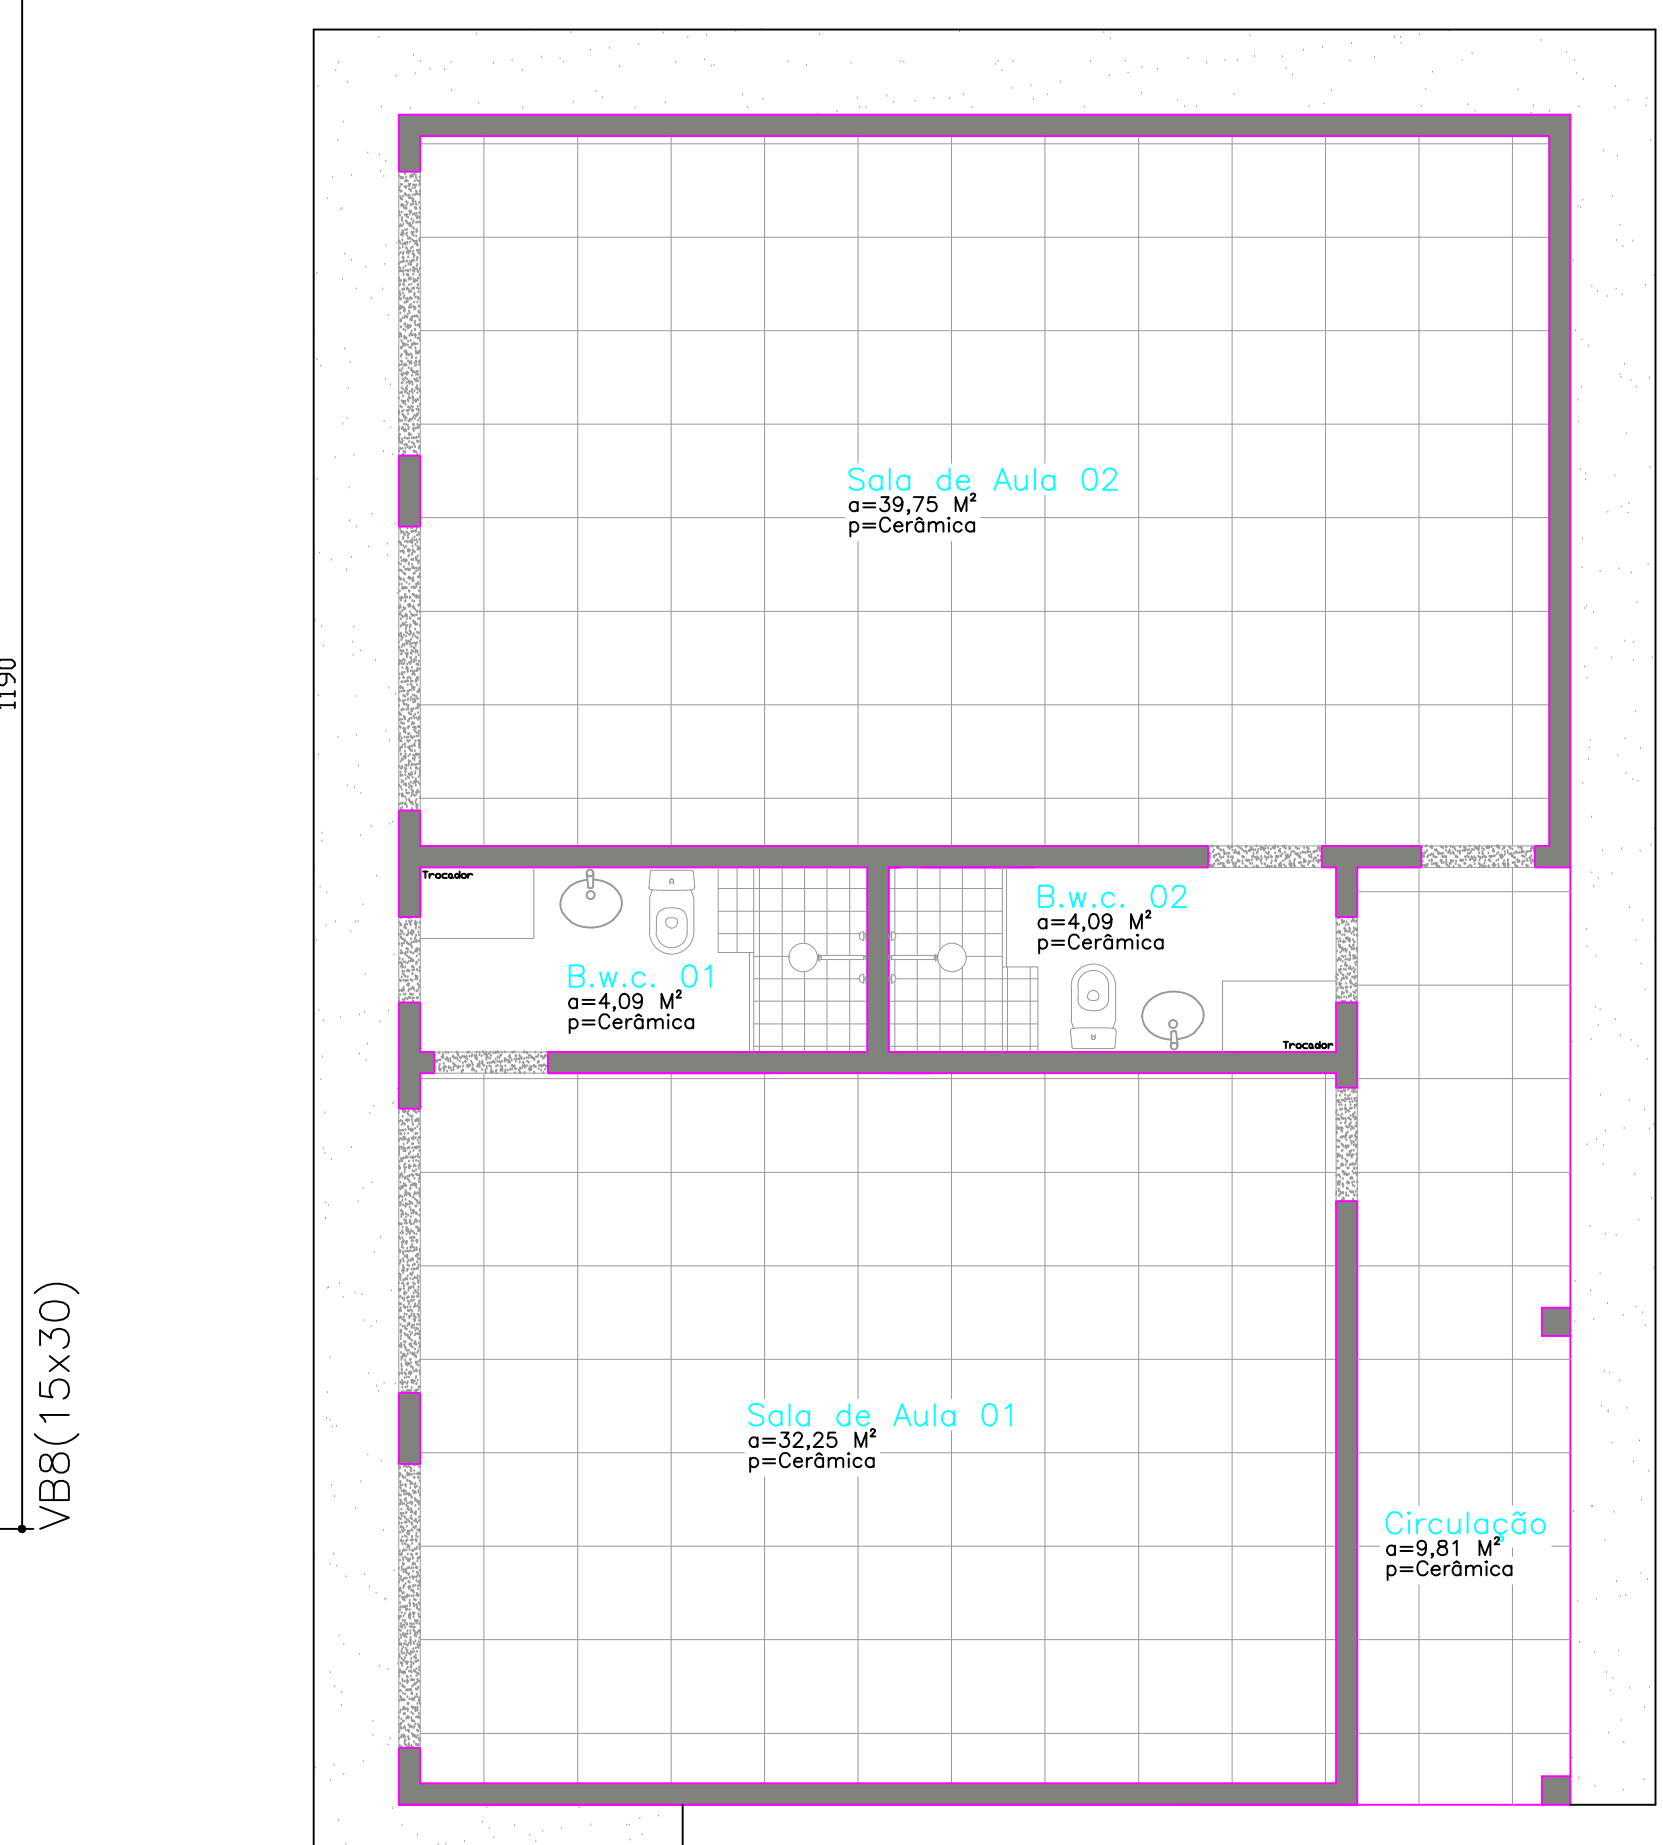 Sala de Aula 02
a=39,75 M²
p=Cerâmica
1190
Trocador
B.w.c. 02
a=4,09 M²
p=Cerâmica
B.w.c. 01
a=4,09 M²
p=Cerâmica
Trocador
VB8(15x30)
Sala de Aula 01
a=32,25 M²
p=Cerâmica
Circulação
a=9,81 M²
p=Cerâmica